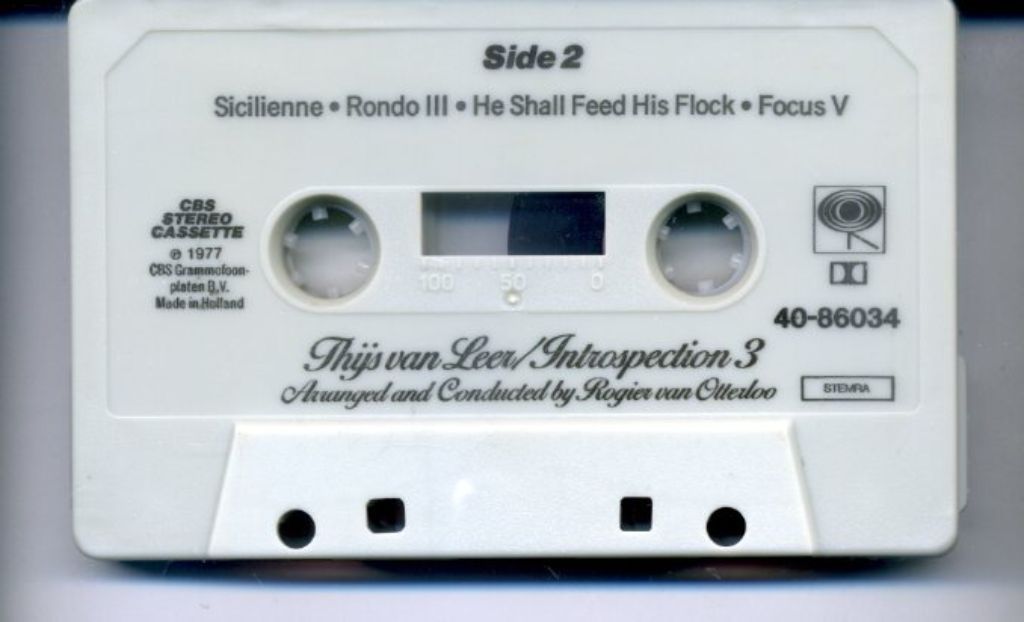 Side 2
Sicilienne • Rondo III • He Shall Feed His Flock • Focus V
CBS
STEREO
CASSETTE
℗ 1977
CBS Grammofoon-
platen B.V.
Made in Holland
100 50 0
40-86034
Thijs van Leer/Introspection 3
Arranged and Conducted by Rogier van Otterloo
STEMRA